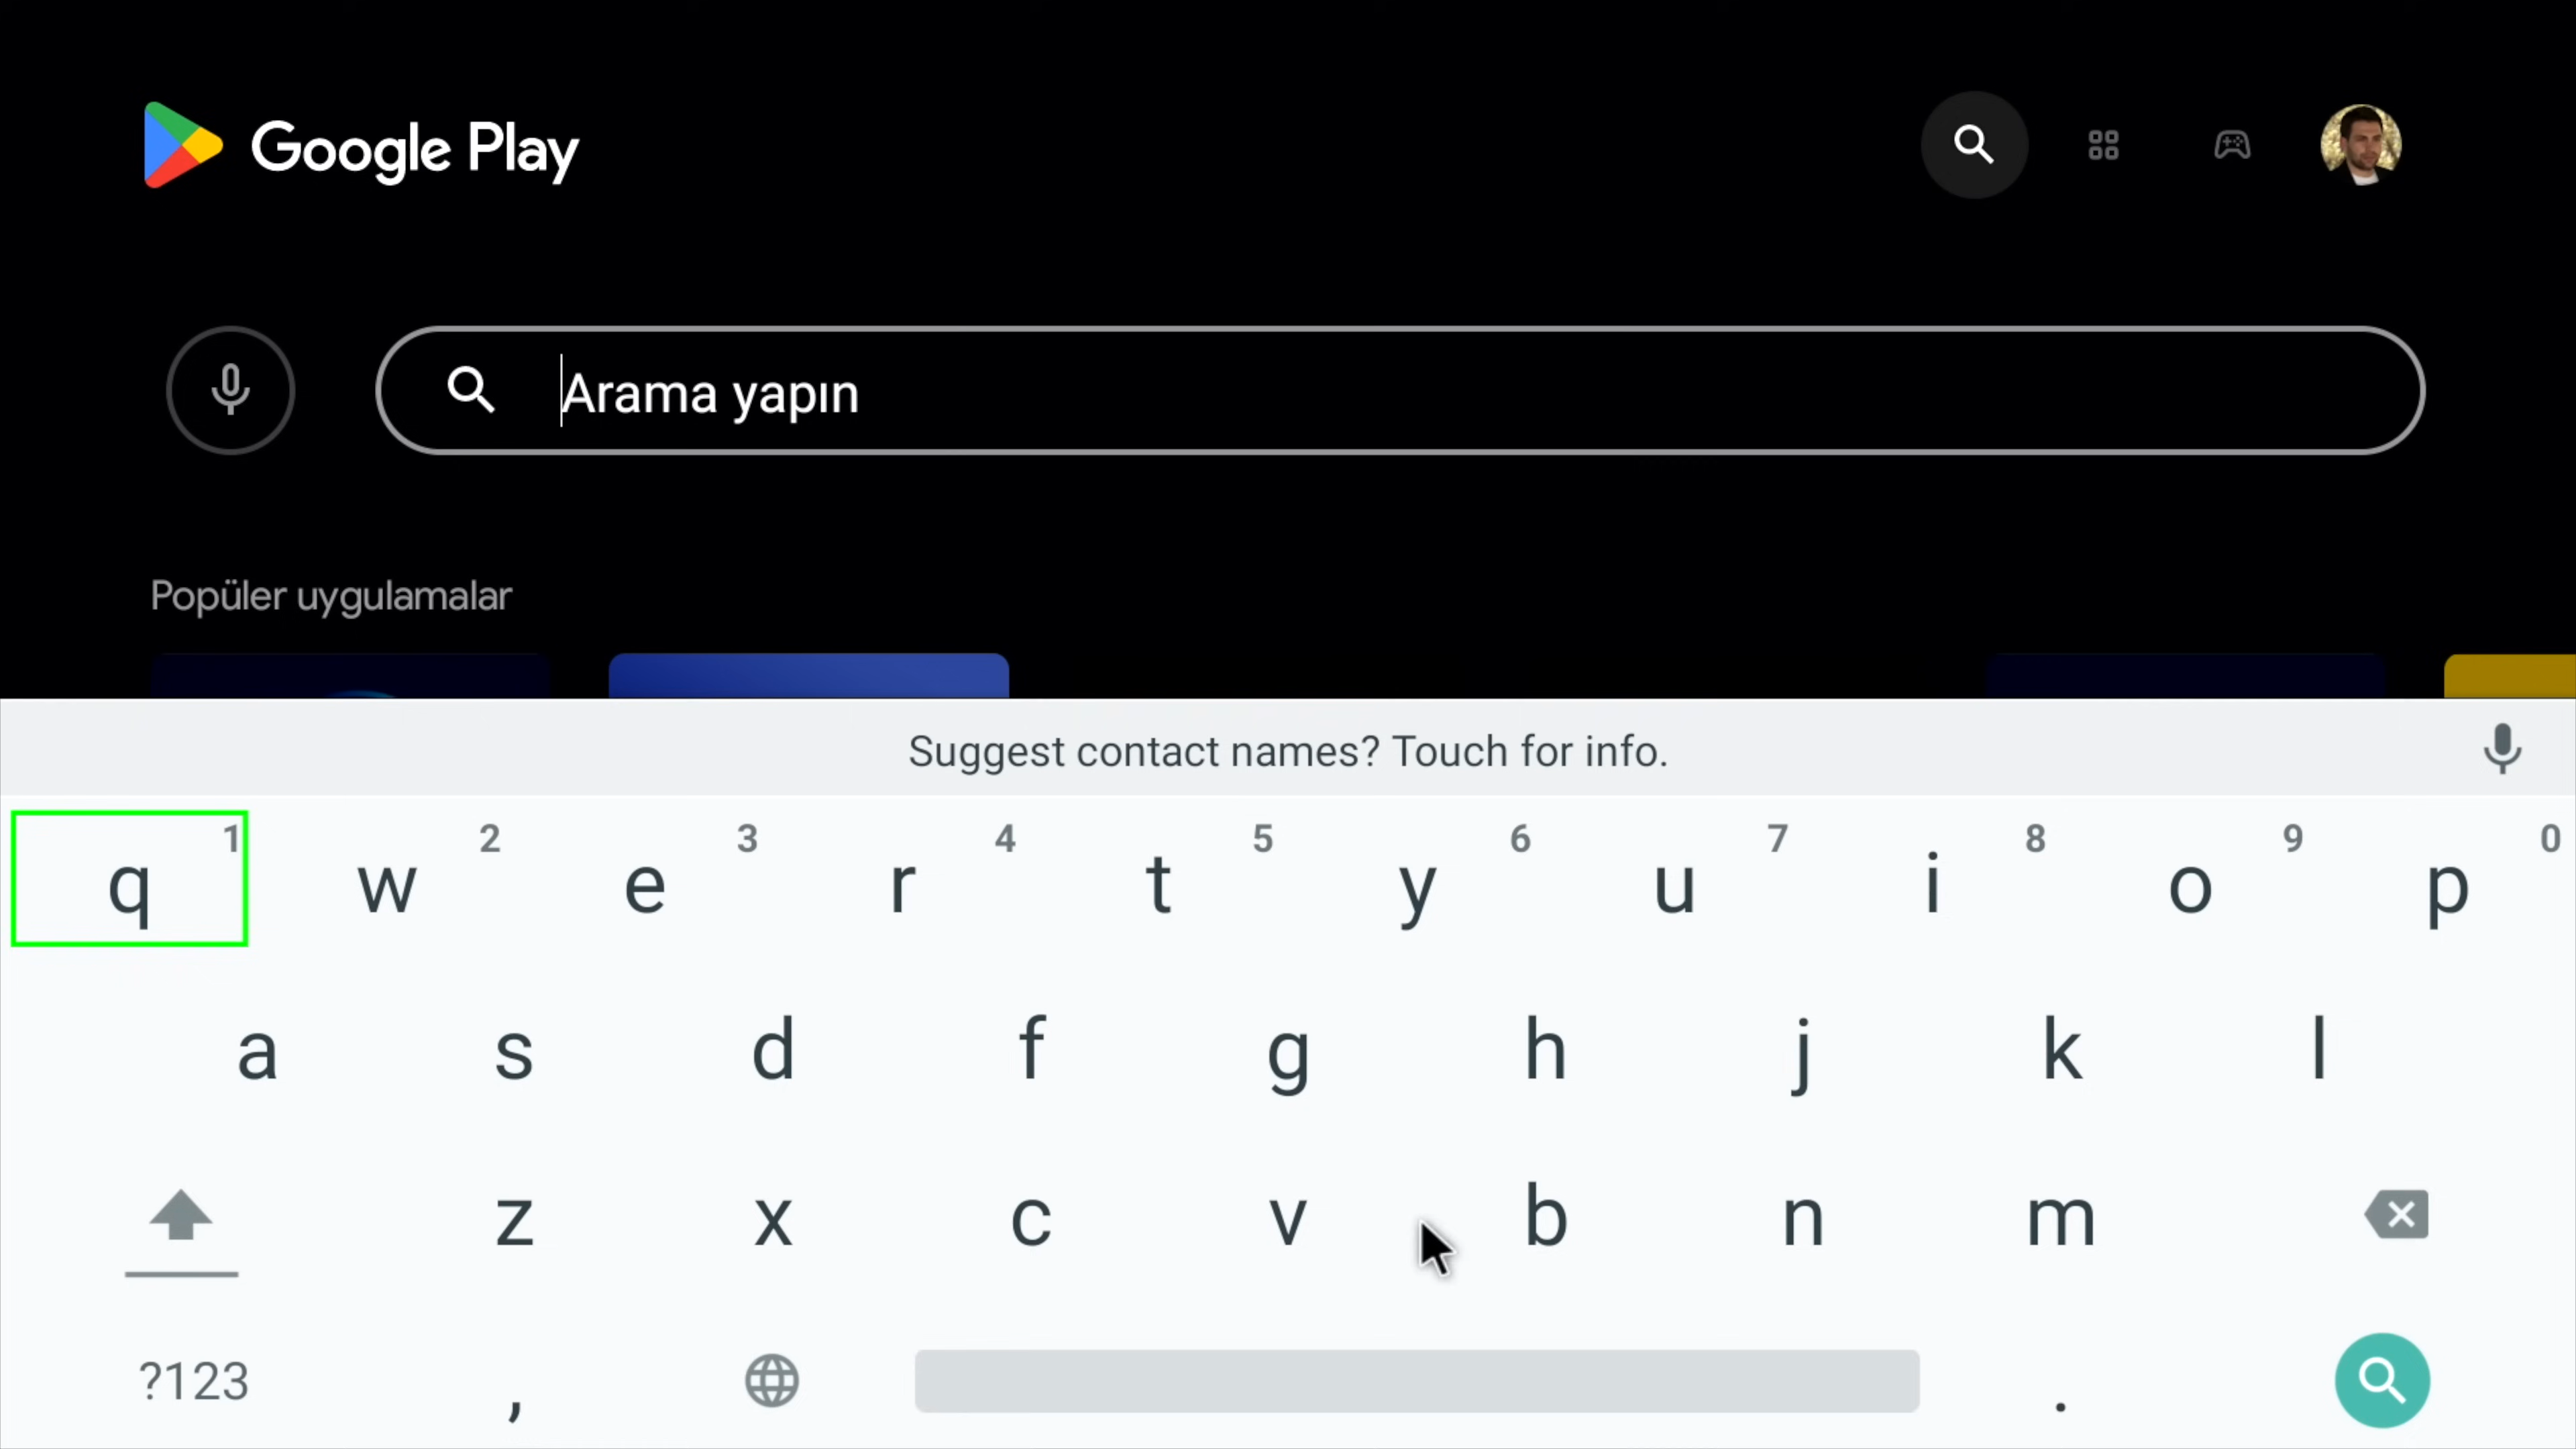 Google Play
Arama yapın
Popüler uygulamalar
Suggest contact names? Touch for info.
1 2 3 4 5 6 7 8 9 0
q w e r t y u i o p
a s d f g h j k l
z x c v b n m
?123 , .